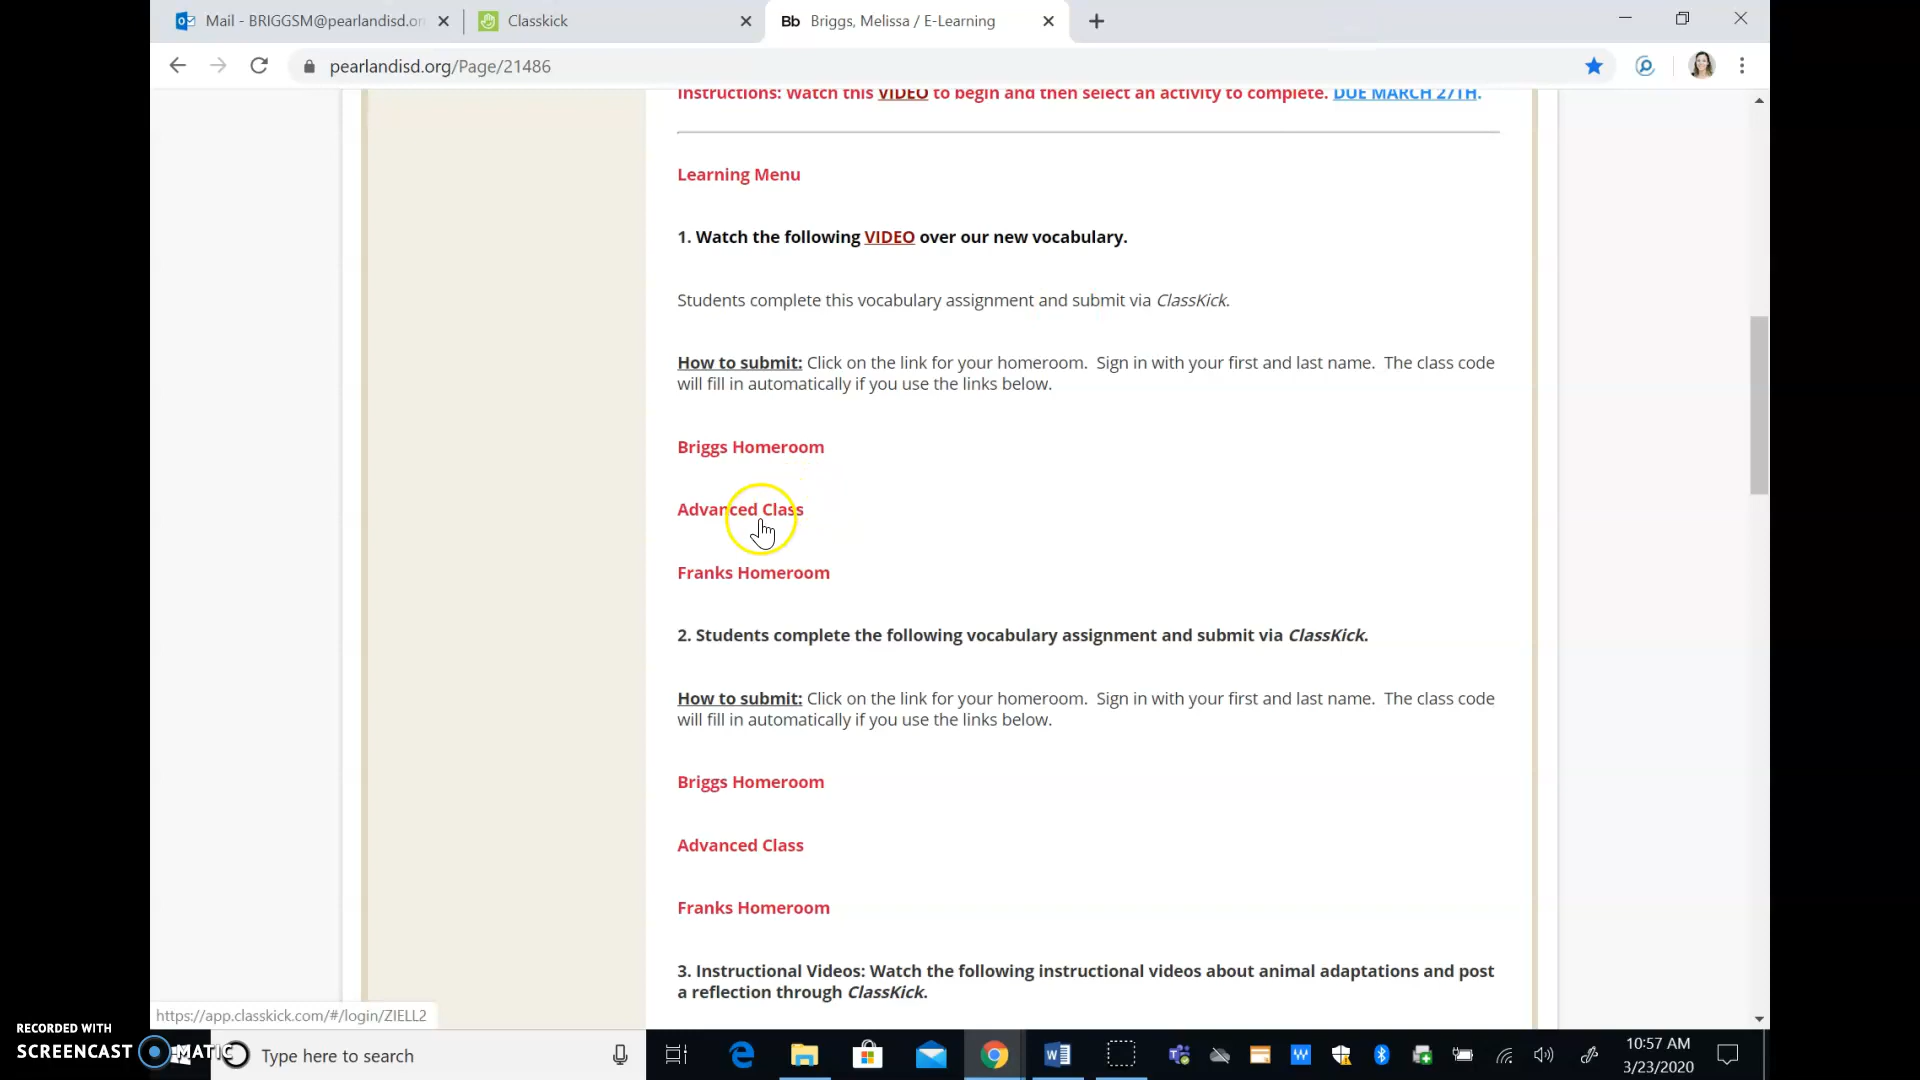 Mail - BRIGGSM@pearlandisd.or
Classkick
Bb Briggs, Melissa / E-Learning
pearlandisd.org/Page/21486
Instructions: Watch this VIDEO to begin and then select an activity to complete. DUE MARCH 27TH.
Learning Menu
1. Watch the following VIDEO over our new vocabulary.
Students complete this vocabulary assignment and submit via ClassKick.
How to submit: Click on the link for your homeroom.  Sign in with your first and last name.  The class code
will fill in automatically if you use the links below.
Briggs Homeroom
Advanced Class
Franks Homeroom
2. Students complete the following vocabulary assignment and submit via ClassKick.
How to submit: Click on the link for your homeroom.  Sign in with your first and last name.  The class code
will fill in automatically if you use the links below.
Briggs Homeroom
Advanced Class
Franks Homeroom
3. Instructional Videos: Watch the following instructional videos about animal adaptations and post
a reflection through ClassKick.
https://app.classkick.com/#/login/ZIELL2
RECORDED WITH
SCREENCAST MATIC
Type here to search
10:57 AM
3/23/2020